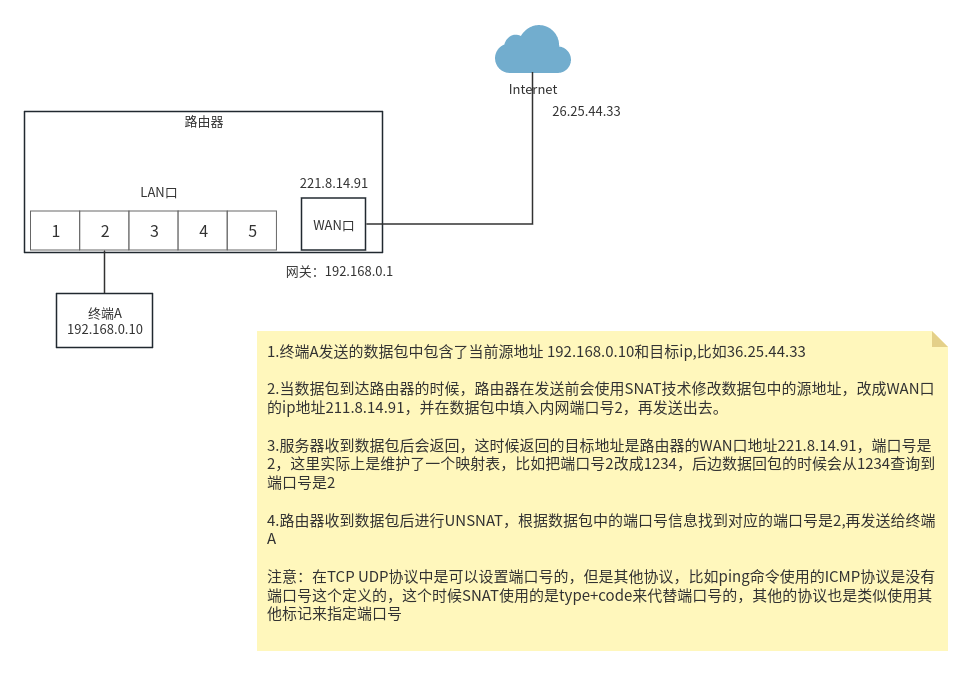 Internet
26.25.44.33
路由器
LAN口
221.8.14.91
1 2 3 4 5
WAN口
网关：192.168.0.1
终端A
192.168.0.10
1.终端A发送的数据包中包含了当前源地址 192.168.0.10和目标ip,比如36.25.44.33
2.当数据包到达路由器的时候，路由器在发送前会使用SNAT技术修改数据包中的源地址，改成WAN口
的ip地址211.8.14.91，并在数据包中填入内网端口号2，再发送出去。
3.服务器收到数据包后会返回，这时候返回的目标地址是路由器的WAN口地址221.8.14.91，端口号是
2，这里实际上是维护了一个映射表，比如把端口号2改成1234，后边数据回包的时候会从1234查询到
端口号是2
4.路由器收到数据包后进行UNSNAT，根据数据包中的端口号信息找到对应的端口号是2,再发送给终端
A
注意：在TCP UDP协议中是可以设置端口号的，但是其他协议，比如ping命令使用的ICMP协议是没有
端口号这个定义的，这个时候SNAT使用的是type+code来代替端口号的，其他的协议也是类似使用其
他标记来指定端口号